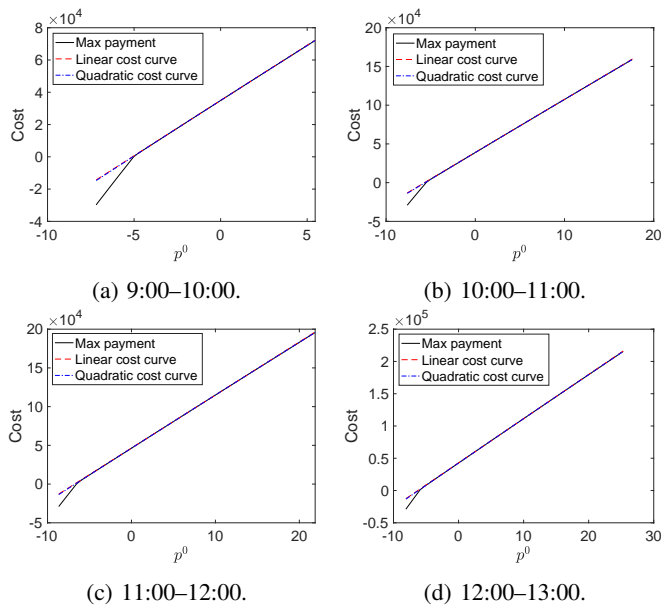 ×10^4
8
6
4
2
0
-2
-4
Cost
Max payment
Linear cost curve
Quadratic cost curve
-10 -5 0 5
p^0
(a) 9:00–10:00.
×10^4
20
15
10
5
0
-5
Cost
Max payment
Linear cost curve
Quadratic cost curve
-10 0 10 20
p^0
(b) 10:00–11:00.
×10^4
20
15
10
5
0
-5
Cost
Max payment
Linear cost curve
Quadratic cost curve
-10 0 10 20
p^0
(c) 11:00–12:00.
×10^5
2.5
2
1.5
1
0.5
0
-0.5
Cost
Max payment
Linear cost curve
Quadratic cost curve
-10 0 10 20 30
p^0
(d) 12:00–13:00.